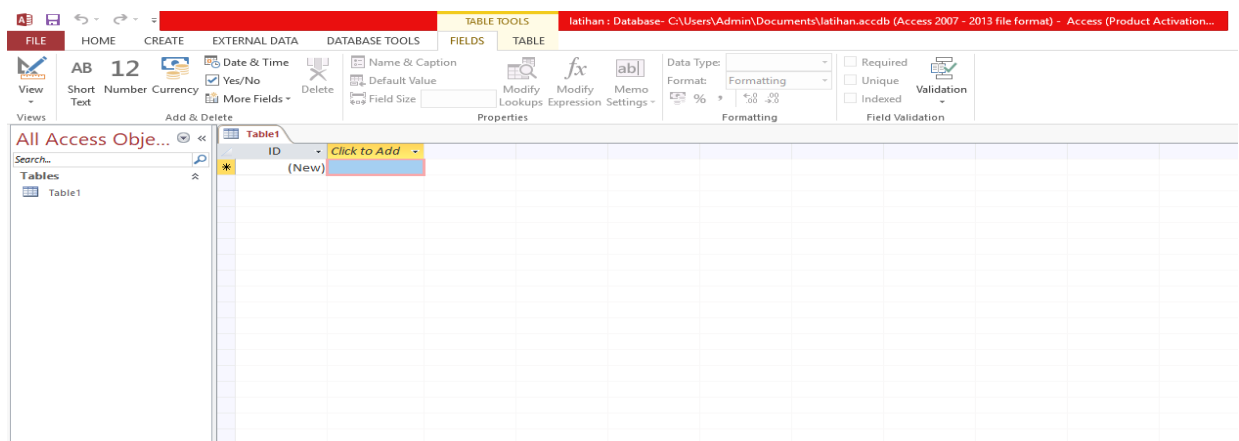 TABLE TOOLS latihan : Database- C:\Users\Admin\Documents\latihan.accdb (Access 2007 - 2013 file format) - Access (Product Activation...
FILE HOME CREATE EXTERNAL DATA DATABASE TOOLS FIELDS TABLE
View
AB Short Text
12 Number
Currency
Date & Time
Yes/No
More Fields
Delete
Name & Caption
Default Value
Field Size
Modify Lookups
fx Modify Expression
ab| Memo Settings
Data Type:
Format: Formatting
% , .00 .00
Required
Unique
Indexed
Validation
Views Add & Delete Properties Formatting Field Validation
All Access Obje... «
Search...
Tables
Table1
Table1
ID Click to Add
* (New)